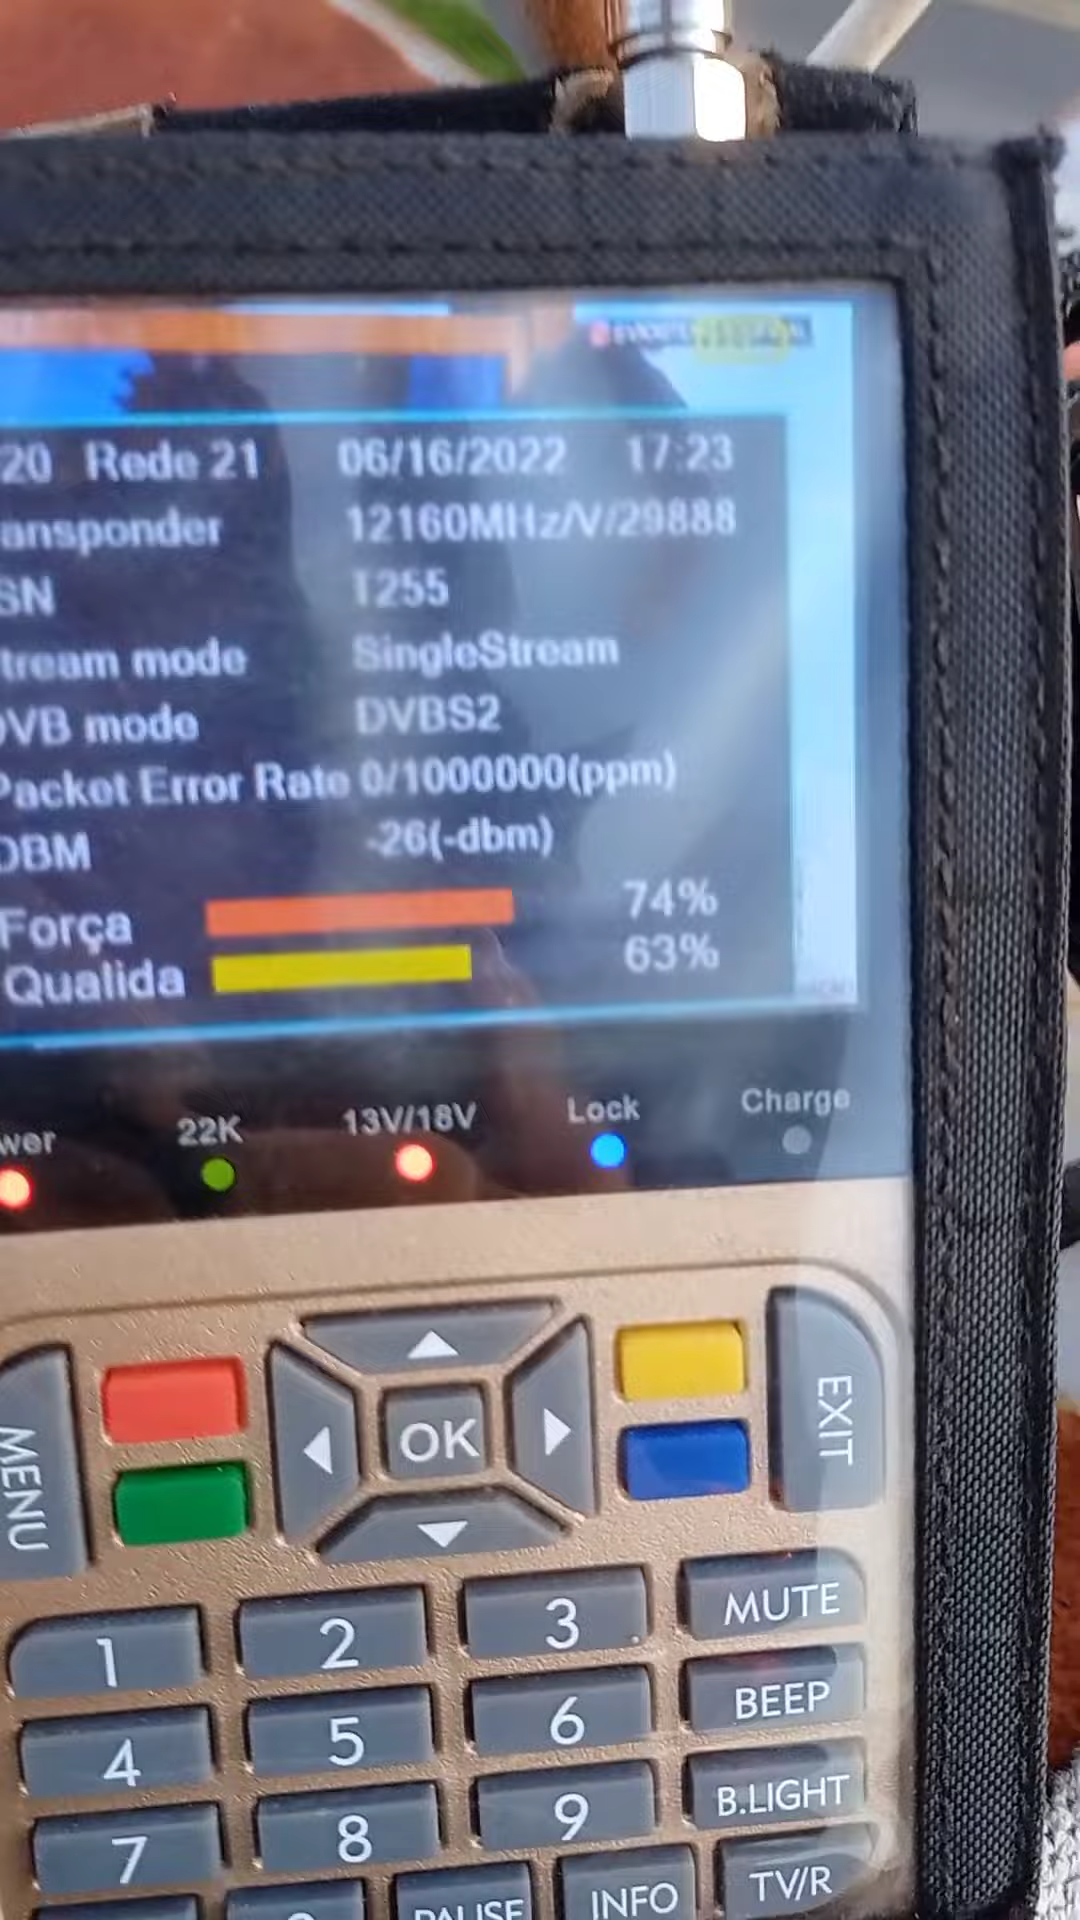 20 Rede 21 06/16/2022 17:23
ansponder 12160MHz/V/29888
SN T255
tream mode SingleStream
DVB mode DVBS2
Packet Error Rate 0/1000000(ppm)
DBM -26(-dbm)
Força 74%
Qualida 63%
wer 22K 13V/18V Lock Charge
MENU OK EXIT
1 2 3 MUTE
4 5 6 BEEP
7 8 9 B.LIGHT
PAUSE INFO TV/R